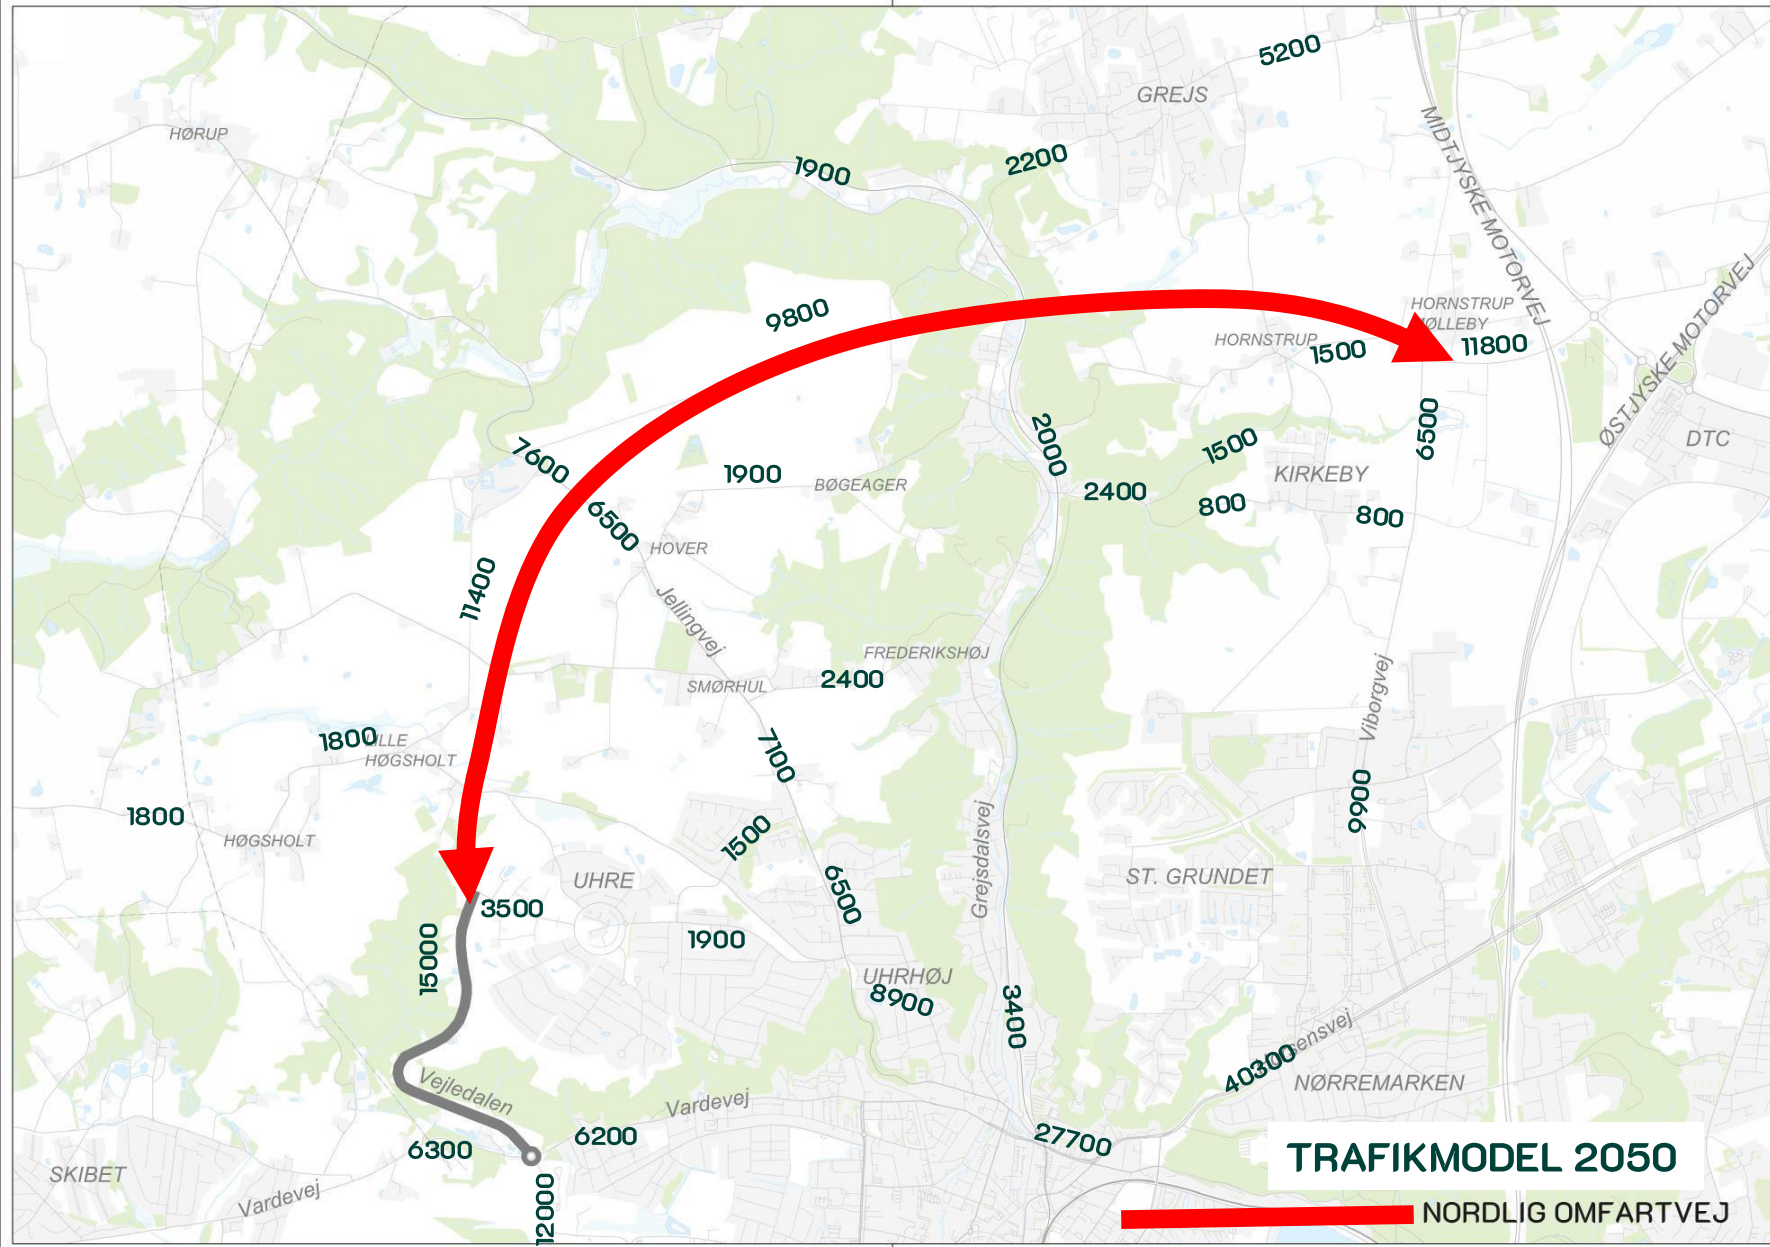 5200
GREJS
MIDTJYSKE MOTORVEJ
HØRUP
2200
1900
ØSTJYSKE MOTORVEJ
9800
HORNSTRUP
MØLLEBY
HORNSTRUP
1500
11800
6500
2000
DTC
7600
1900
BØGEAGER
2400
1500
KIRKEBY
800
800
6500
HOVER
11400
Jellingvej
FREDERIKSHØJ
SMØRHUL
2400
Viborgvej
1800
LILLE
HØGSHOLT
7100
9900
1800
HØGSHOLT
1500
Grejsdalsvej
UHRE
6500
ST. GRUNDET
3500
15000
1900
UHRHØJ
8900
3400
40300
NØRREMARKEN
Vejledalen
Vardevej
6300
6200
27700
SKIBET
Vardevej
12000
TRAFIKMODEL 2050
NORDLIG OMFARTVEJ